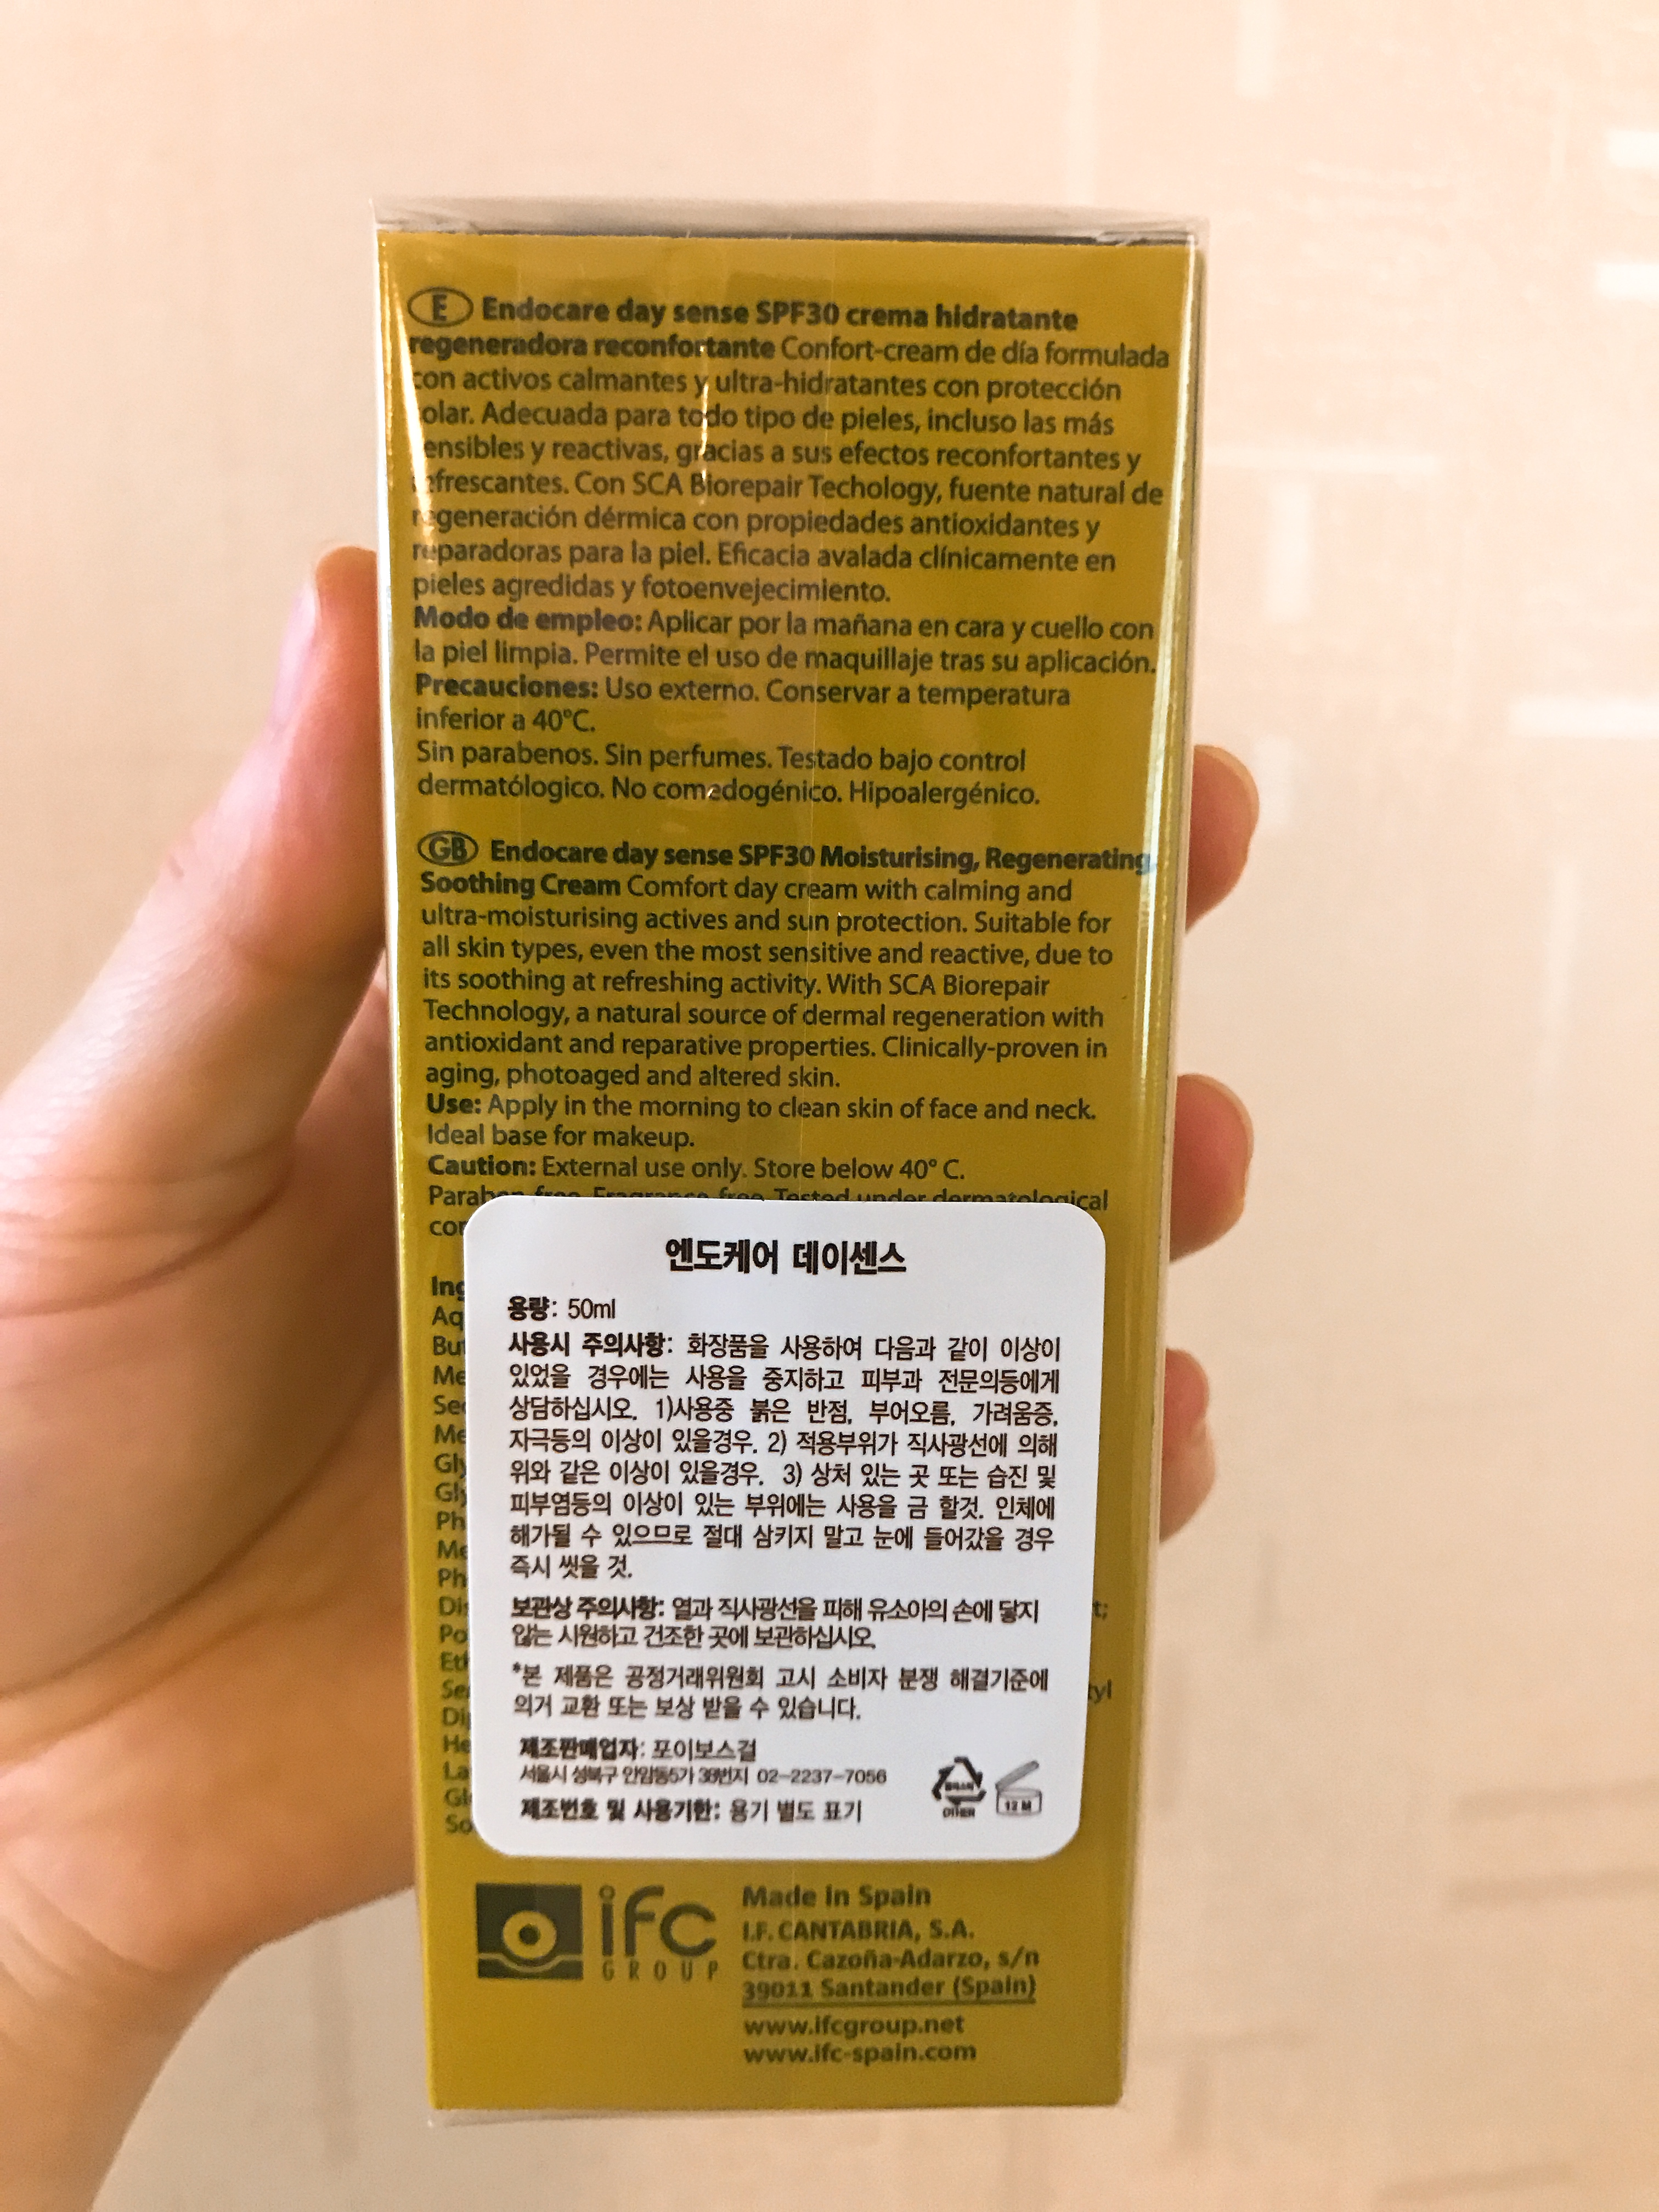 E Endocare day sense SPF30 crema hidratante
regeneradora reconfortante Confort-cream de día formulada
con activos calmantes y ultra-hidratantes con protección
olar. Adecuada para todo tipo de pieles, incluso las más
ensibles y reactivas, gracias a sus efectos reconfortantes y
efrescantes. Con SCA Biorepair Techology, fuente natural de
regeneración dérmica con propiedades antioxidantes y
reparadoras para la piel. Eficacia avalada clínicamente en
pieles agredidas y fotoenvejecimiento.
Modo de empleo: Aplicar por la mañana en cara y cuello con
la piel limpia. Permite el uso de maquillaje tras su aplicación.
Precauciones: Uso externo. Conservar a temperatura
inferior a 40°C.
Sin parabenos. Sin perfumes. Testado bajo control
dermatólogico. No comedogénico. Hipoalergénico.
GB Endocare day sense SPF30 Moisturising, Regenerating
Soothing Cream Comfort day cream with calming and
ultra-moisturising actives and sun protection. Suitable for
all skin types, even the most sensitive and reactive, due to
its soothing at refreshing activity. With SCA Biorepair
Technology, a natural source of dermal regeneration with
antioxidant and reparative properties. Clinically-proven in
aging, photoaged and altered skin.
Use: Apply in the morning to clean skin of face and neck.
Ideal base for makeup.
Caution: External use only. Store below 40° C.
Paraben free. Fragrance free. Tested under dermatological
엔도케어 데이센스
용량: 50ml
사용시 주의사항: 화장품을 사용하여 다음과 같이 이상이
있었을 경우에는 사용을 중지하고 피부과 전문의등에게
상담하십시오. 1)사용중 붉은 반점, 부어오름, 가려움증,
자극등의 이상이 있을경우. 2) 적용부위가 직사광선에 의해
위와 같은 이상이 있을경우. 3) 상처 있는 곳 또는 습진 및
피부염등의 이상이 있는 부위에는 사용을 금 할것. 인체에
해가될 수 있으므로 절대 삼키지 말고 눈에 들어갔을 경우
즉시 씻을 것.
보관상 주의사항: 열과 직사광선을 피해 유소아의 손에 닿지
않는 시원하고 건조한 곳에 보관하십시오.
*본 제품은 공정거래위원회 고시 소비자 분쟁 해결기준에
의거 교환 또는 보상 받을 수 있습니다.
제조판매업자: 포이보스걸
서울시 성북구 안암동5가 38번지 02-2237-7056
제조번호 및 사용기한: 용기 별도 표기
플라스틱
OTHER
12 M
ifc
GROUP
Made in Spain
I.F. CANTABRIA, S.A.
Ctra. Cazoña-Adarzo, s/n
39011 Santander (Spain)
www.ifcgroup.net
www.ifc-spain.com